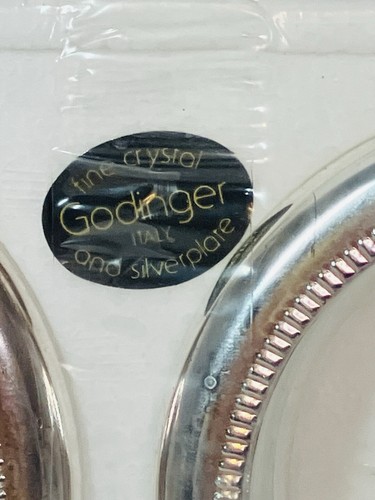 fine crystal
Godinger
ITALY
and silverplate